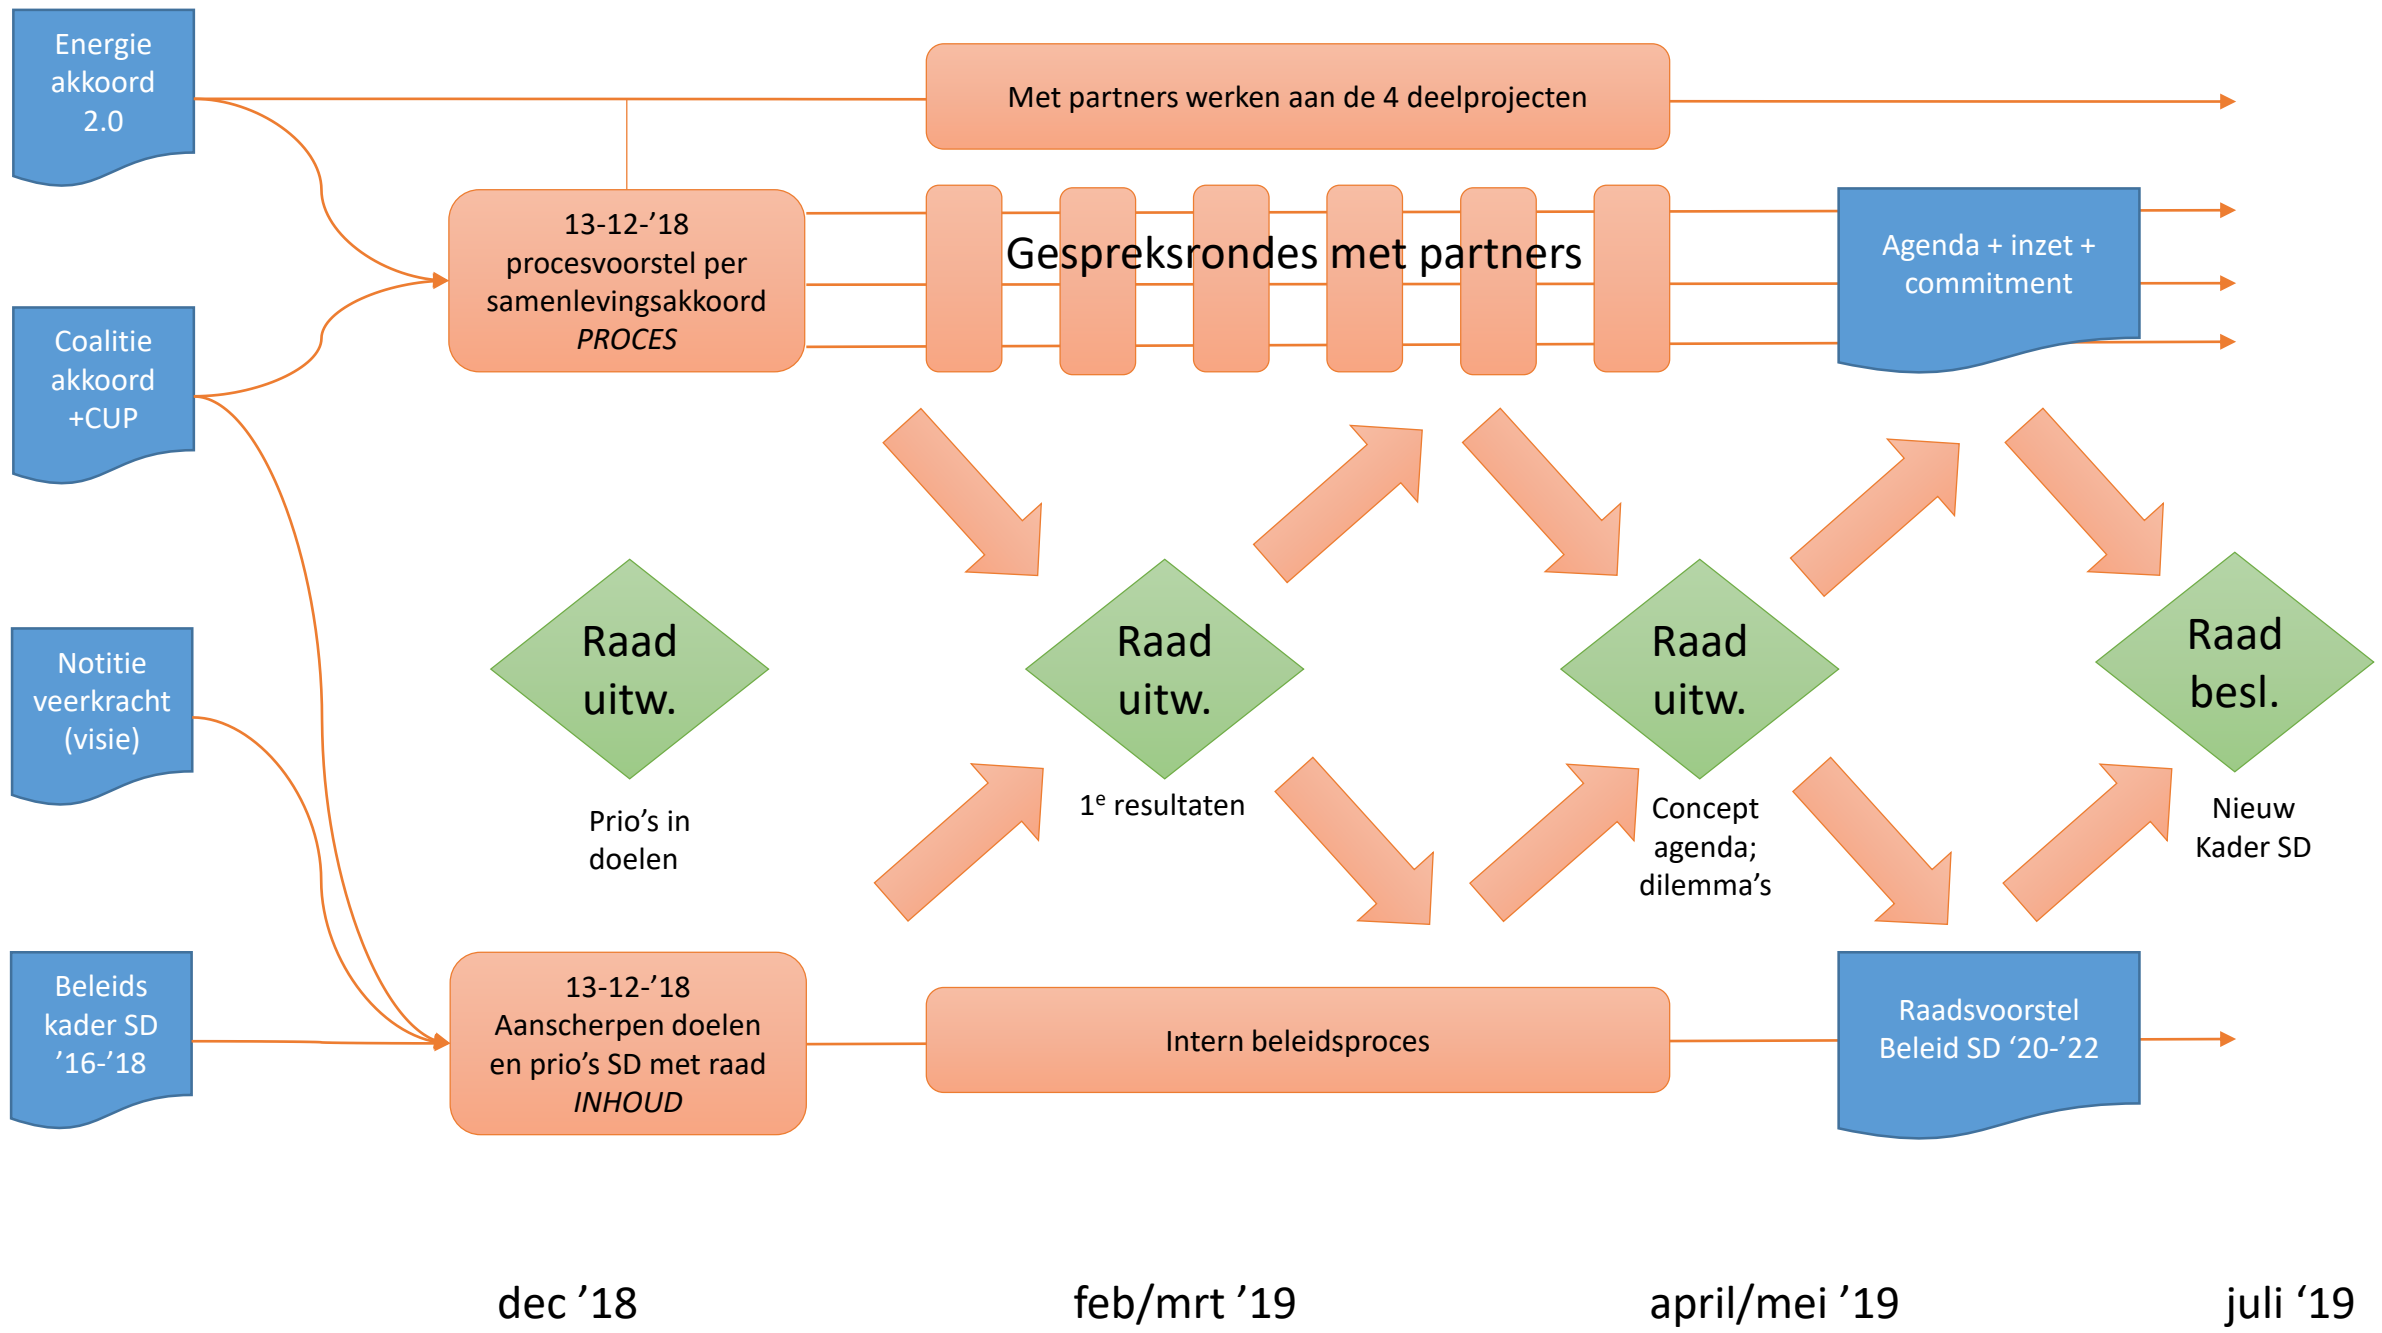 Energie
akkoord
2.0
Met partners werken aan de 4 deelprojecten
13-12-’18
procesvoorstel per
samenlevingsakkoord
PROCES
Gespreksrondes met partners
Agenda + inzet +
commitment
Coalitie
akkoord
+CUP
Notitie
veerkracht
(visie)
Raad
uitw.
Prio’s in
doelen
Raad
uitw.
1e resultaten
Raad
uitw.
Concept
agenda;
dilemma’s
Raad
besl.
Nieuw
Kader SD
Beleids
kader SD
’16-’18
13-12-’18
Aanscherpen doelen
en prio’s SD met raad
INHOUD
Intern beleidsproces
Raadsvoorstel
Beleid SD ‘20-’22
dec ’18
feb/mrt ’19
april/mei ’19
juli ‘19